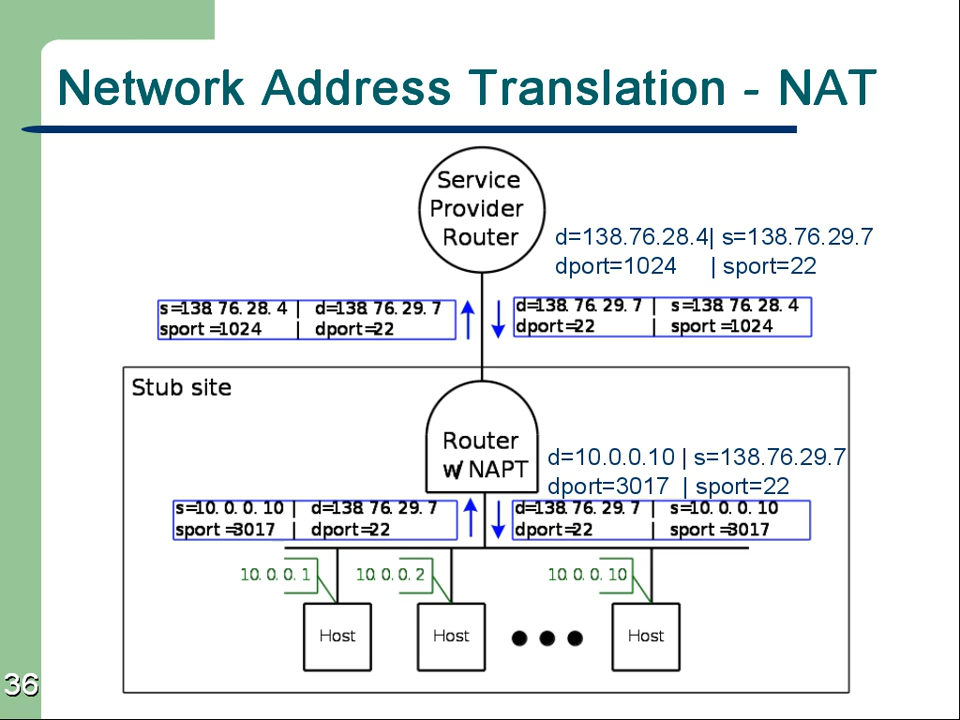 Network Address Translation - NAT
Service
Provider
Router
d=138.76.28.4| s=138.76.29.7
dport=1024 | sport=22
s=138. 76. 28. 4 | d=138. 76. 29. 7
sport =1024 | dport=22
d=138. 76. 29. 7 | s=138. 76. 28. 4
dport=22 | sport =1024
Stub site
Router
w/ NAPT
d=10.0.0.10 | s=138.76.29.7
dport=3017 | sport=22
s=10. 0. 0. 10 | d=138. 76. 29. 7
sport =3017 | dport=22
d=138. 76. 29. 7 | s=10. 0. 0. 10
dport=22 | sport =3017
10. 0. 0. 1
10. 0. 0. 2
10. 0. 0. 10
Host
Host
Host
36